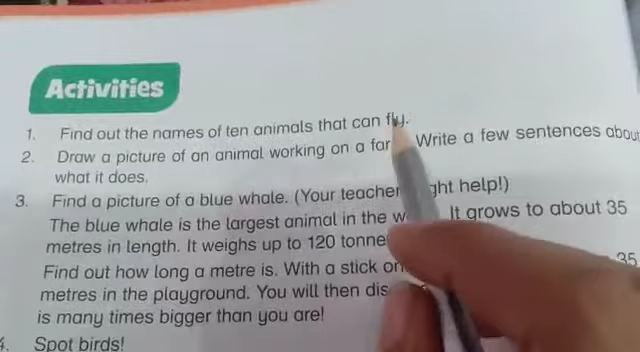 Activities
1. Find out the names of ten animals that can fly.
2. Draw a picture of an animal working on a far Write a few sentences about
what it does.
3. Find a picture of a blue whale. (Your teacher ght help!)
The blue whale is the largest animal in the w It grows to about 35
metres in length. It weighs up to 120 tonne
Find out how long a metre is. With a stick on 35
metres in the playground. You will then dis
is many times bigger than you are!
4. Spot birds!